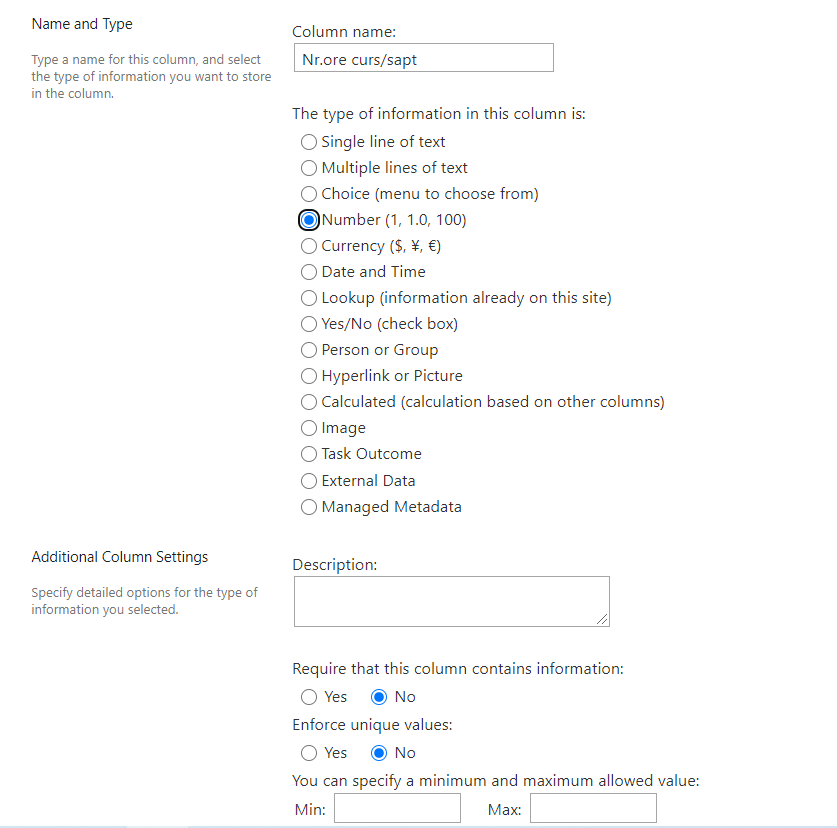 Name and Type
Type a name for this column, and select
the type of information you want to store
in the column.
Column name:
Nr.ore curs/sapt
The type of information in this column is:
Single line of text
Multiple lines of text
Choice (menu to choose from)
Number (1, 1.0, 100)
Currency ($, ¥, €)
Date and Time
Lookup (information already on this site)
Yes/No (check box)
Person or Group
Hyperlink or Picture
Calculated (calculation based on other columns)
Image
Task Outcome
External Data
Managed Metadata
Additional Column Settings
Specify detailed options for the type of
information you selected.
Description:
Require that this column contains information:
Yes No
Enforce unique values:
Yes No
You can specify a minimum and maximum allowed value:
Min: Max: